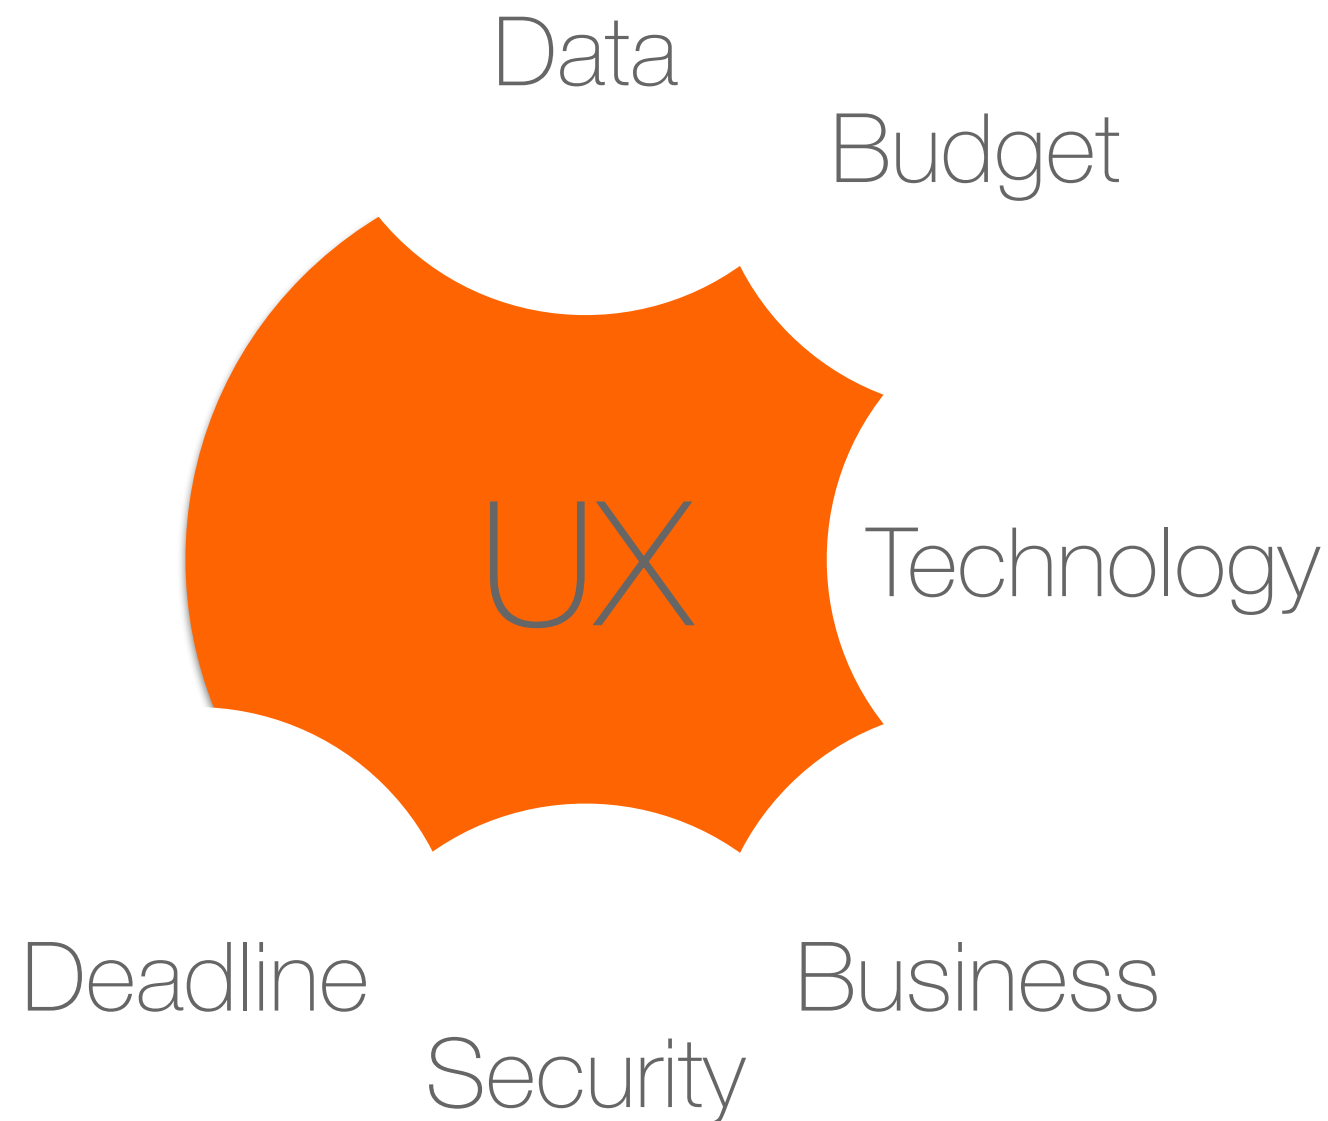 Data
Budget
UX
Technology
Deadline
Business
Security